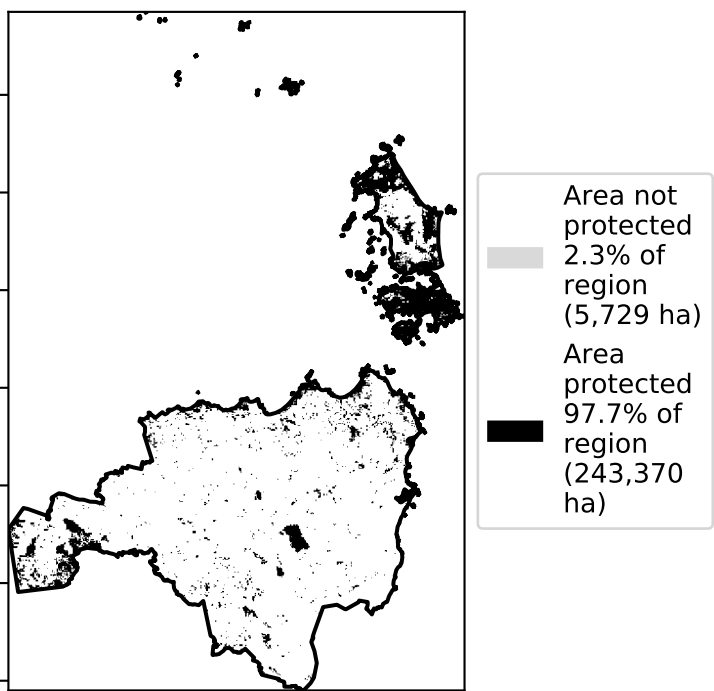 Area not
protected
2.3% of
region
(5,729 ha)
Area
protected
97.7% of
region
(243,370
ha)